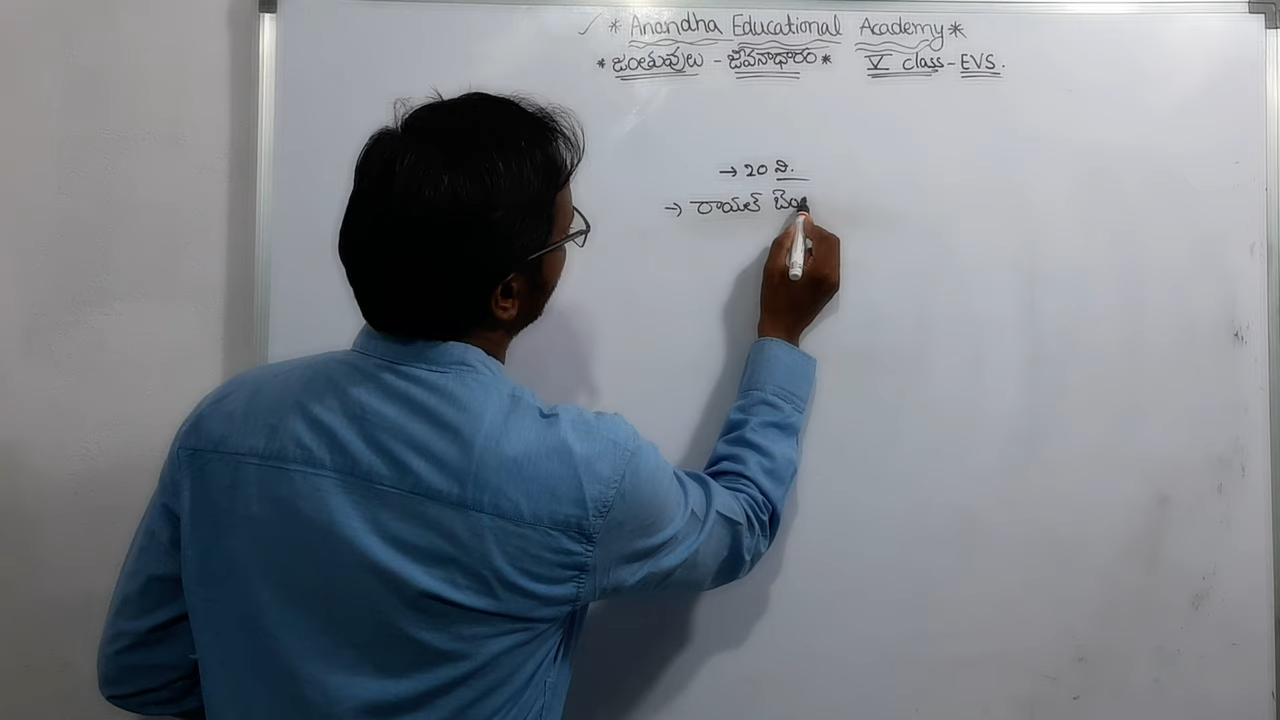 * Anandha Educational Academy *
* జంతువులు - జీవనాధారం * V class - EVS.
→ 20 ని.
→ రాయల్ బెం